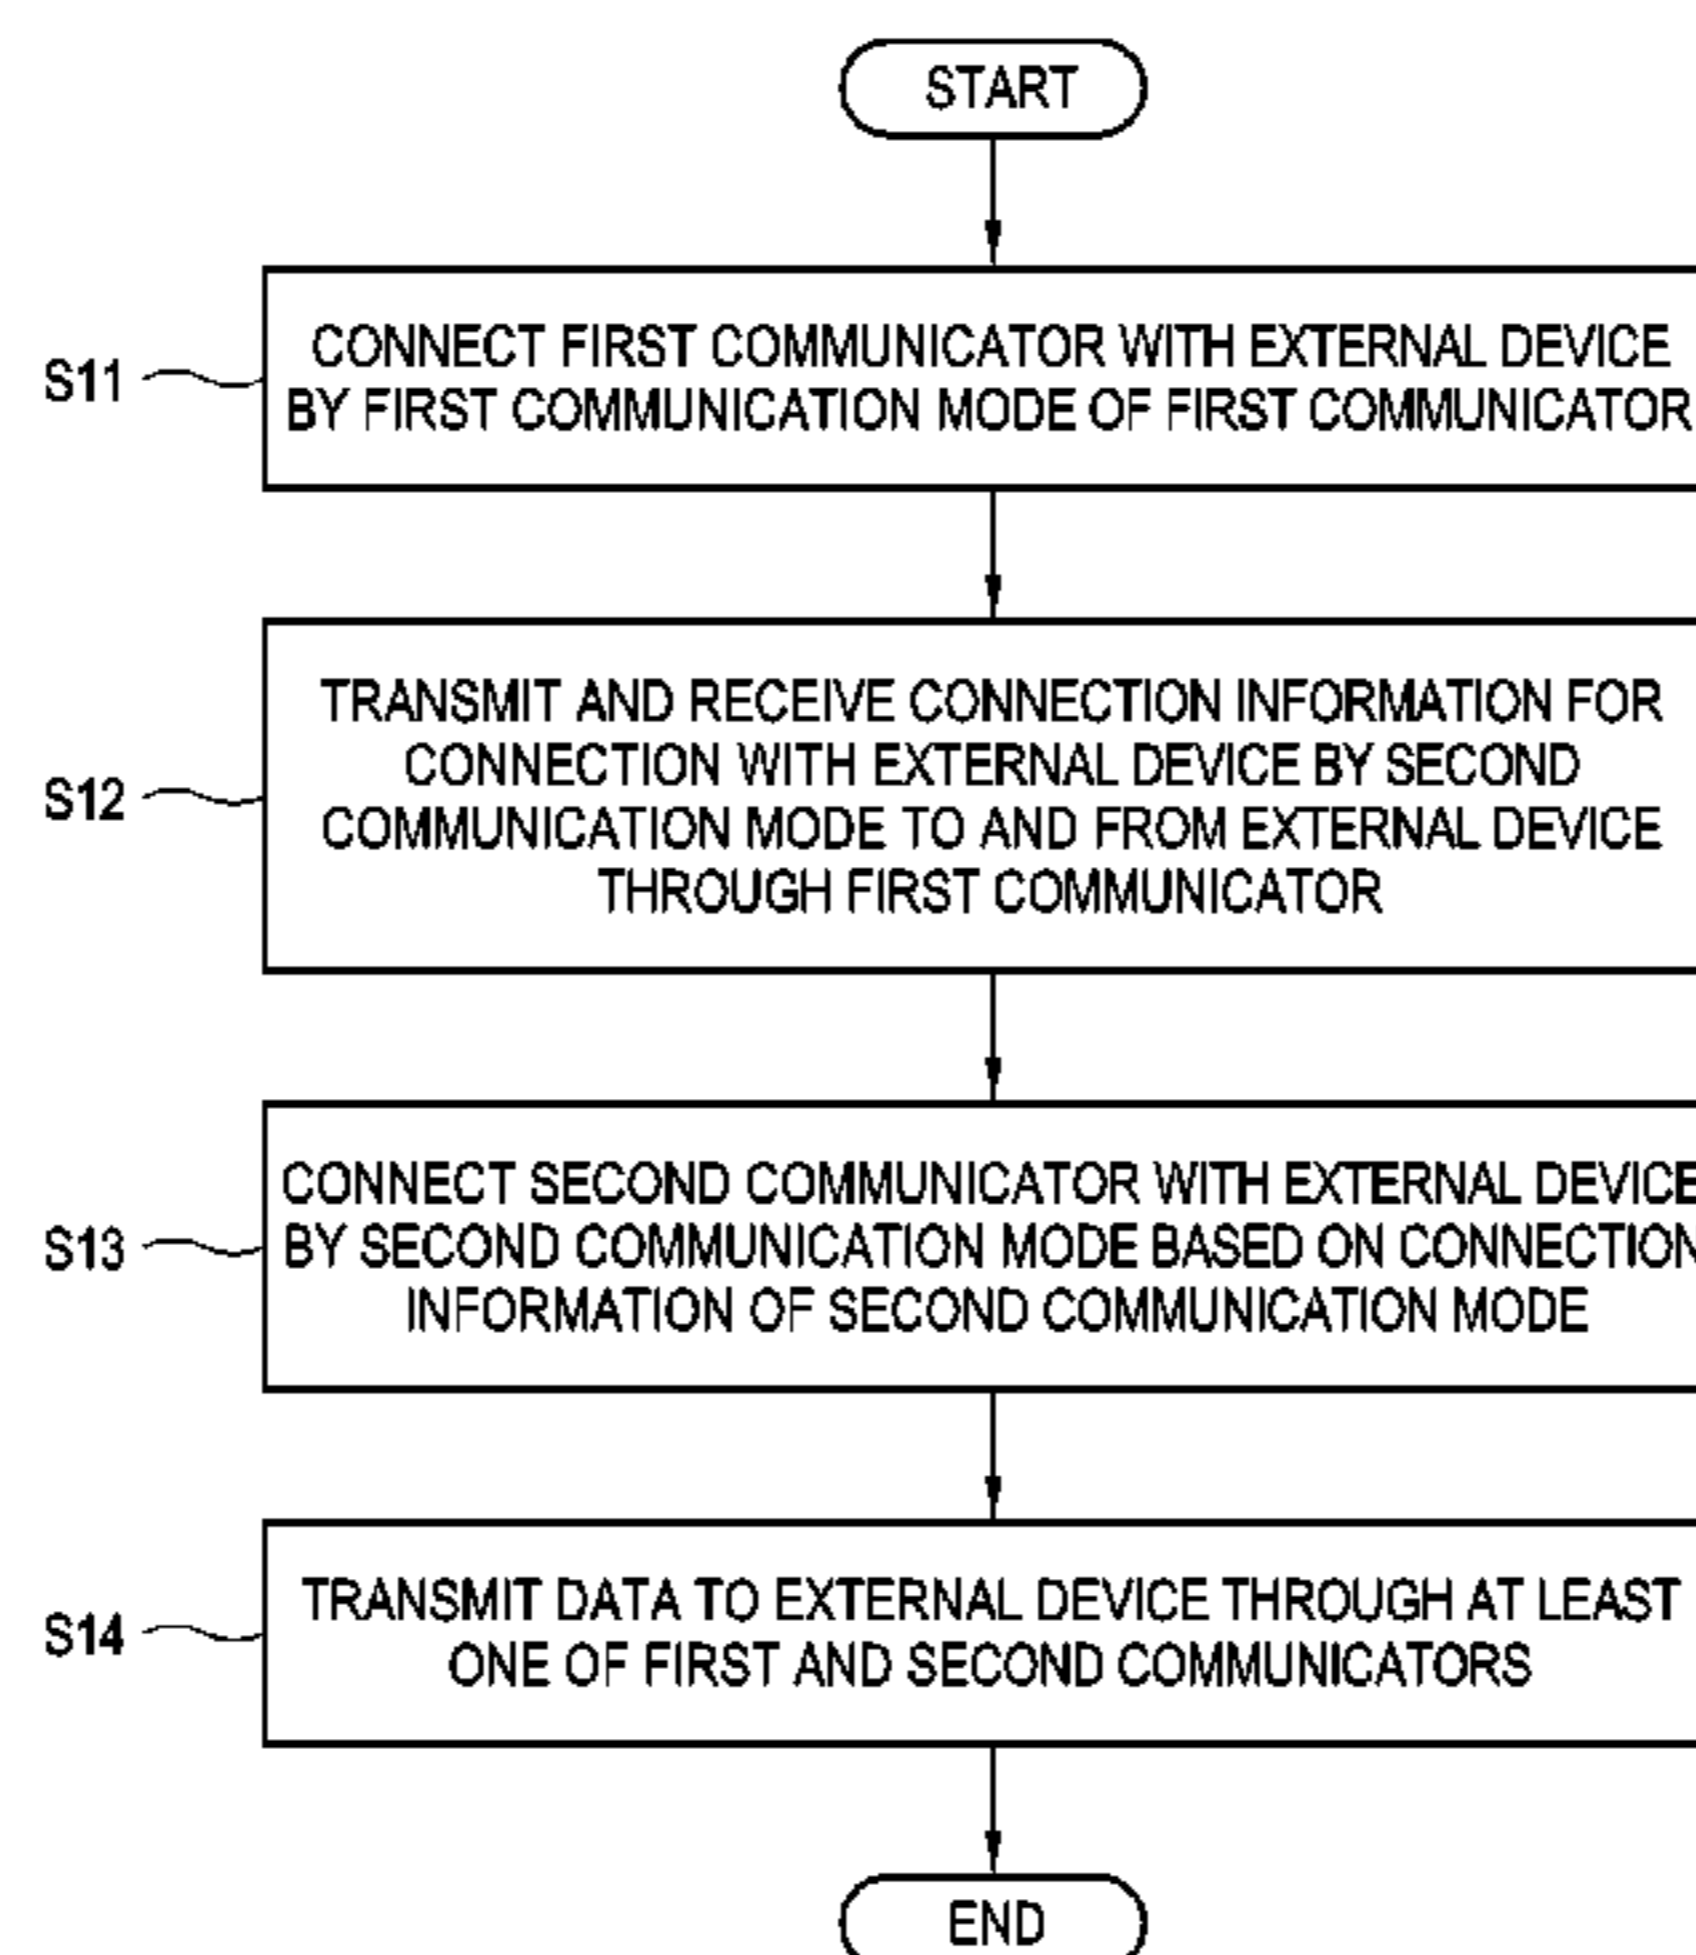 START
S11
CONNECT FIRST COMMUNICATOR WITH EXTERNAL DEVICE
BY FIRST COMMUNICATION MODE OF FIRST COMMUNICATOR
S12
TRANSMIT AND RECEIVE CONNECTION INFORMATION FOR
CONNECTION WITH EXTERNAL DEVICE BY SECOND
COMMUNICATION MODE TO AND FROM EXTERNAL DEVICE
THROUGH FIRST COMMUNICATOR
S13
CONNECT SECOND COMMUNICATOR WITH EXTERNAL DEVICE
BY SECOND COMMUNICATION MODE BASED ON CONNECTION
INFORMATION OF SECOND COMMUNICATION MODE
S14
TRANSMIT DATA TO EXTERNAL DEVICE THROUGH AT LEAST
ONE OF FIRST AND SECOND COMMUNICATORS
END